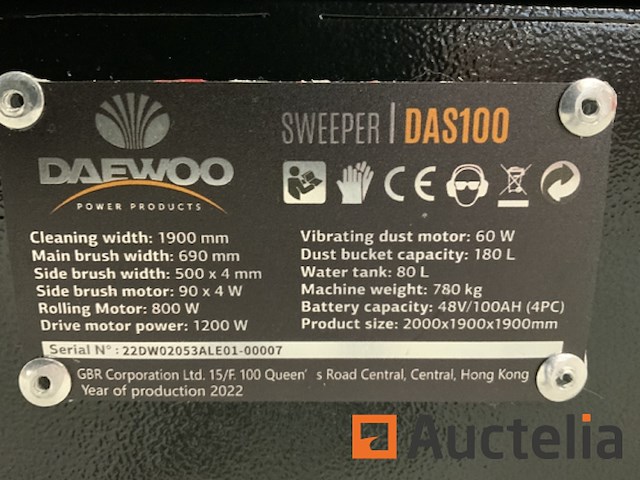 DAEWOO
POWER PRODUCTS
SWEEPER | DAS100
CE
Cleaning width: 1900 mm
Main brush width: 690 mm
Side brush width: 500 x 4 mm
Side brush motor: 90 x 4 W
Rolling Motor: 800 W
Drive motor power: 1200 W
Vibrating dust motor: 60 W
Dust bucket capacity: 180 L
Water tank: 80 L
Machine weight: 780 kg
Battery capacity: 48V/100AH (4PC)
Product size: 2000x1900x1900mm
Serial N°: 22DW02053ALE01-00007
GBR Corporation Ltd. 15/F. 100 Queen' s Road Central, Central, Hong Kong
Year of production 2022
Auctelia